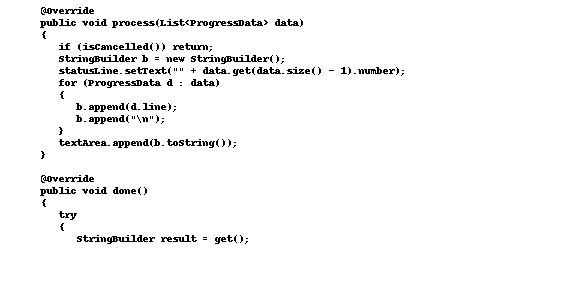 @Override
public void process(List<ProgressData> data)
{
if (isCancelled()) return;
StringBuilder b = new StringBuilder();
statusLine.setText("" + data.get(data.size() - 1).number);
for (ProgressData d : data)
{
b.append(d.line);
b.append("\n");
}
textArea.append(b.toString());
}
@Override
public void done()
{
try
{
StringBuilder result = get();